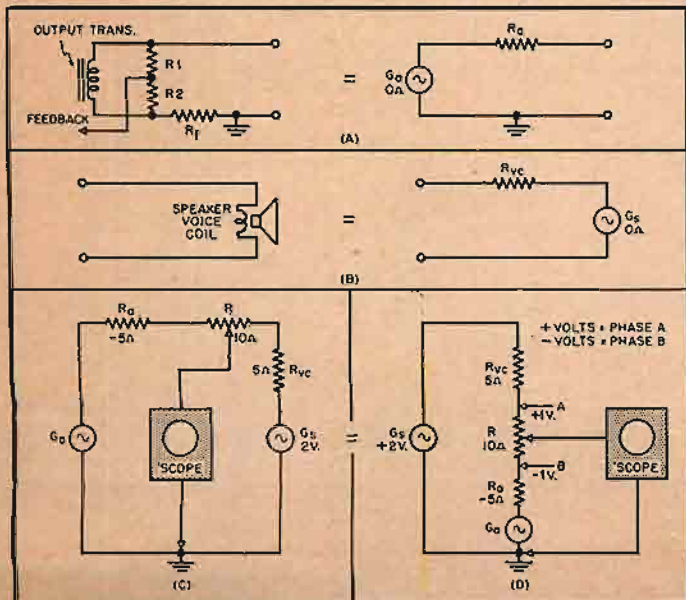 OUTPUT TRANS.
R1
R2
FEEDBACK
Rf
=
Ra
Ga
0Ω
(A)
SPEAKER
VOICE
COIL
=
Rvc
Gs
0Ω
(B)
Ra
-5Ω
R
10Ω
5Ω
Rvc
Ga
'SCOPE
Gs
2V.
(C)
=
+VOLTS = PHASE A
-VOLTS = PHASE B
Rvc
5Ω
A
+1V.
R
10Ω
Gs
+2V.
B
-1V.
'SCOPE
Ra
-5Ω
Ga
(D)